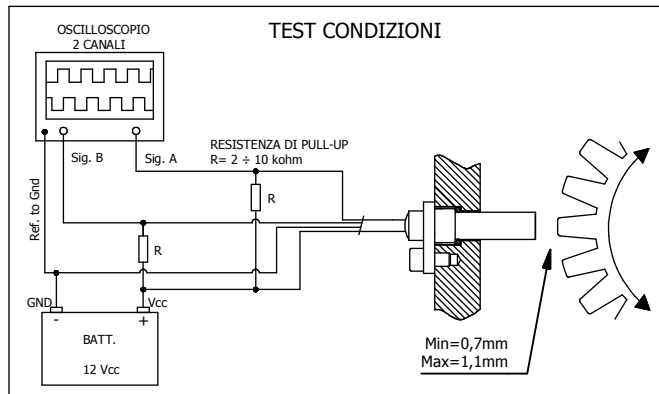 TEST CONDIZIONI
OSCILLOSCOPIO
2 CANALI
Sig. B
Sig. A
Ref. to Gnd
RESISTENZA DI PULL-UP
R= 2 ÷ 10 kohm
R
R
GND
Vcc
- +
BATT.
12 Vcc
Min=0,7mm
Max=1,1mm